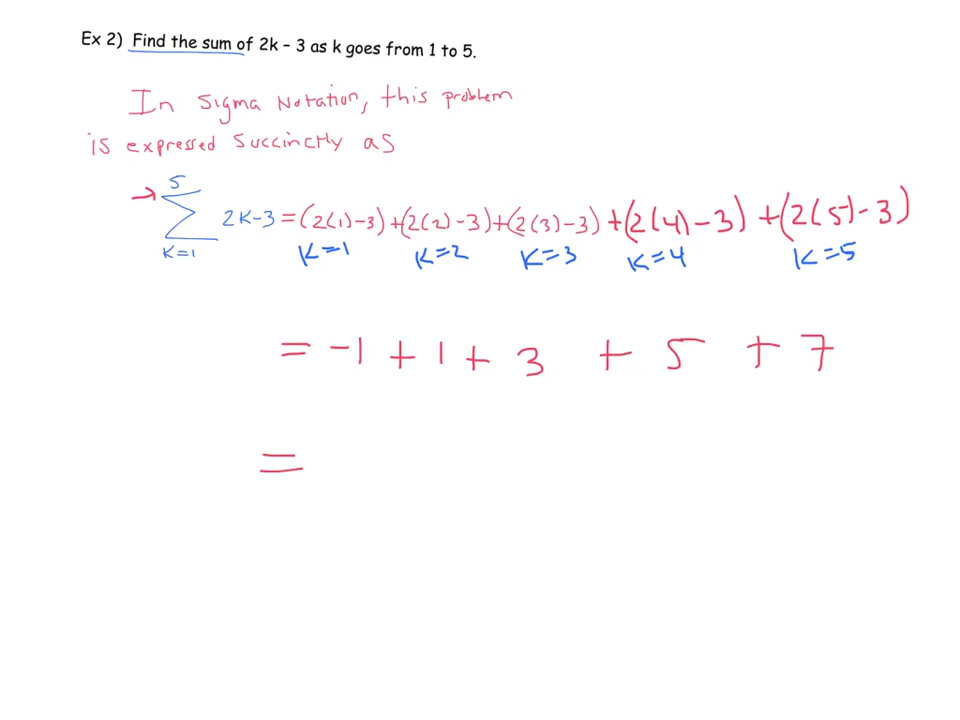 Ex 2) Find the sum of 2k – 3 as k goes from 1 to 5.
In Sigma Notation, this problem
is expressed succinctly as
→ 5
∑ 2K-3 = (2(1)-3)+(2(2)-3)+(2(3)-3)+(2(4)-3)+(2(5)-3)
K=1 K=1 K=2 K=3 K=4 K=5
= -1 + 1 + 3 + 5 + 7
=